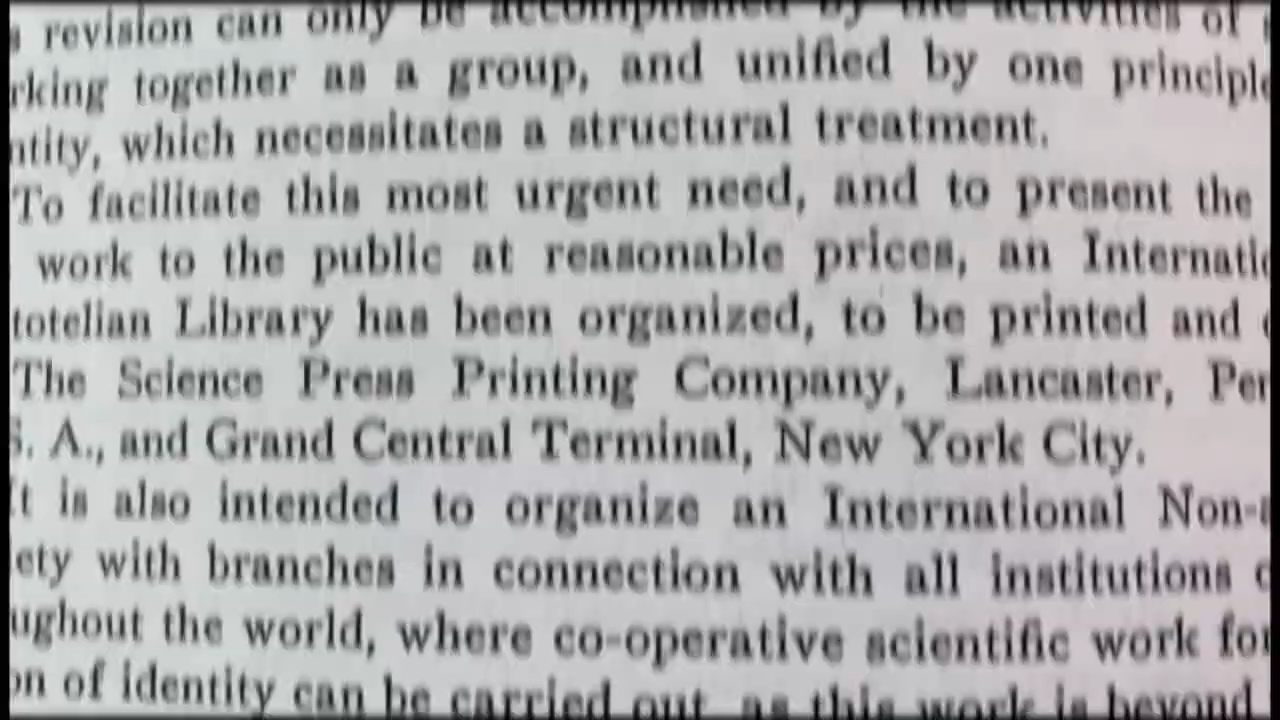 revision can only be accomplished by the activities of
rking together as a group, and unified by one principle
ntity, which necessitates a structural treatment.
To facilitate this most urgent need, and to present the
work to the public at reasonable prices, an Internatio
totelian Library has been organized, to be printed and
The Science Press Printing Company, Lancaster, Pen
S. A., and Grand Central Terminal, New York City.
It is also intended to organize an International Non-a
ety with branches in connection with all institutions o
ughout the world, where co-operative scientific work for
on of identity can be carried out, as this work is beyond